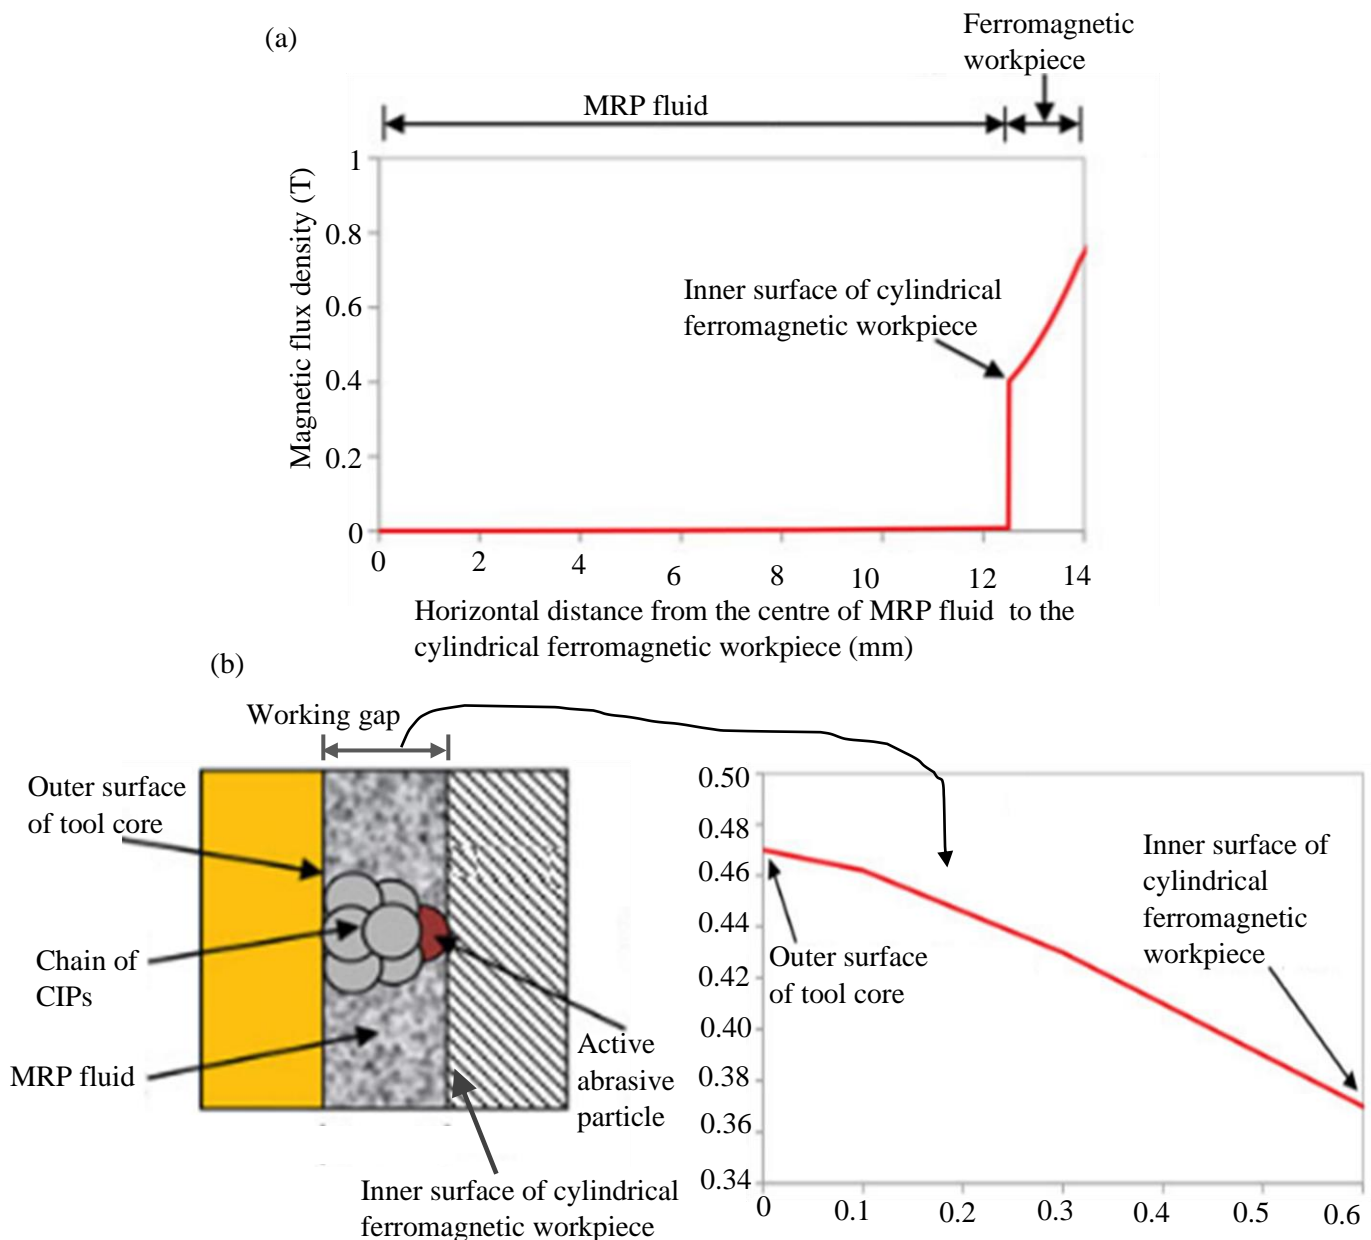 (a)
Ferromagnetic
workpiece
MRP fluid
Magnetic flux density (T)
1
0.8
0.6
0.4
0.2
0
Inner surface of cylindrical
ferromagnetic workpiece
0
2
4
6
8
10
12
14
Horizontal distance from the centre of MRP fluid to the
cylindrical ferromagnetic workpiece (mm)
(b)
Working gap
Outer surface
of tool core
Chain of
CIPs
MRP fluid
Active
abrasive
particle
Inner surface of cylindrical
ferromagnetic workpiece
0.50
0.48
0.46
0.44
0.42
0.40
0.38
0.36
0.34
Outer surface
of tool core
Inner surface of
cylindrical
ferromagnetic
workpiece
0
0.1
0.2
0.3
0.4
0.5
0.6